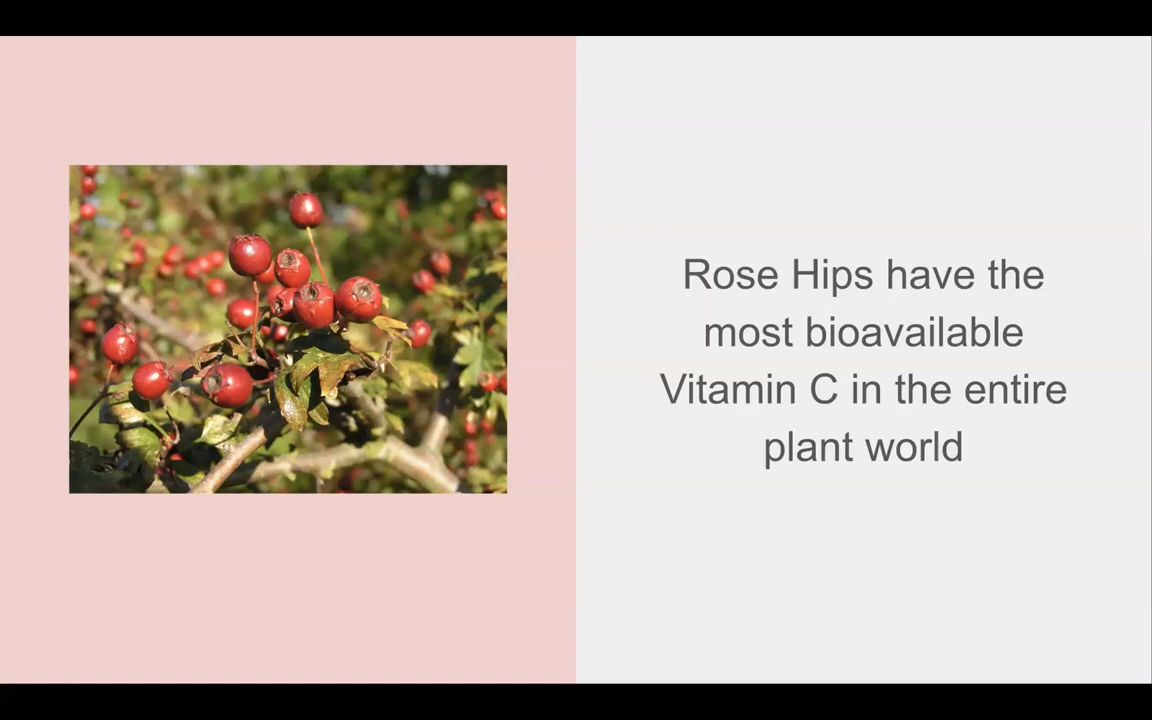 Rose Hips have the
most bioavailable
Vitamin C in the entire
plant world